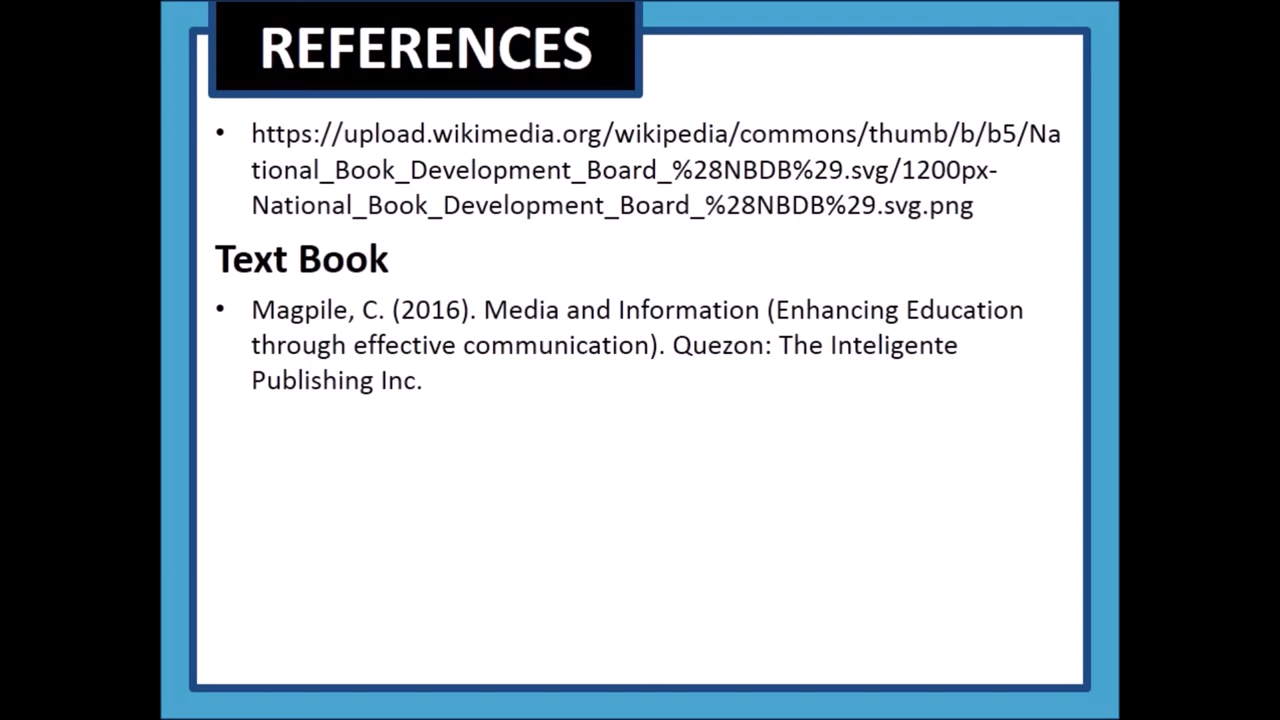 REFERENCES
• https://upload.wikimedia.org/wikipedia/commons/thumb/b/b5/Na
tional_Book_Development_Board_%28NBDB%29.svg/1200px-
National_Book_Development_Board_%28NBDB%29.svg.png
Text Book
• Magpile, C. (2016). Media and Information (Enhancing Education
through effective communication). Quezon: The Inteligente
Publishing Inc.